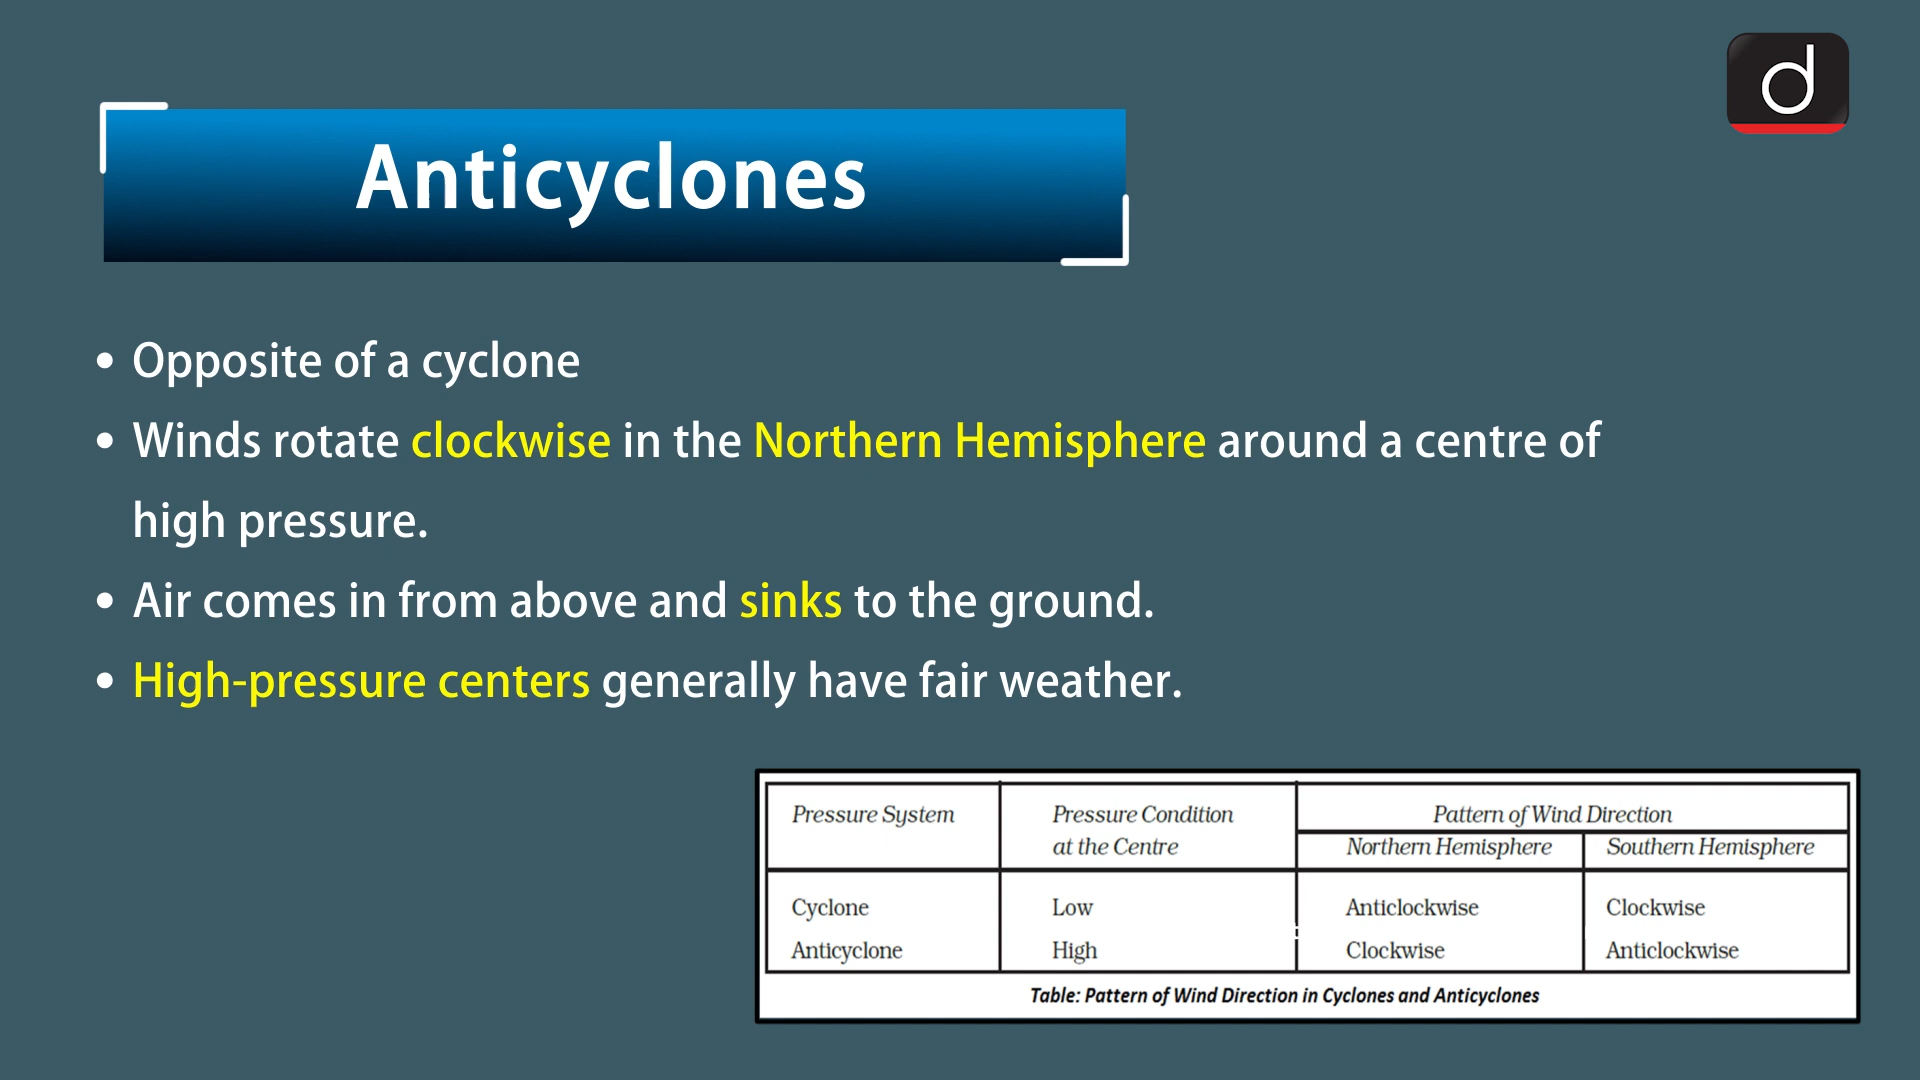 d
Anticyclones
• Opposite of a cyclone
• Winds rotate clockwise in the Northern Hemisphere around a centre of
high pressure.
• Air comes in from above and sinks to the ground.
• High-pressure centers generally have fair weather.
Pressure System Pressure Condition at the Centre Pattern of Wind Direction
Northern Hemisphere Southern Hemisphere
Cyclone Low Anticlockwise Clockwise
Anticyclone High Clockwise Anticlockwise
Table: Pattern of Wind Direction in Cyclones and Anticyclones